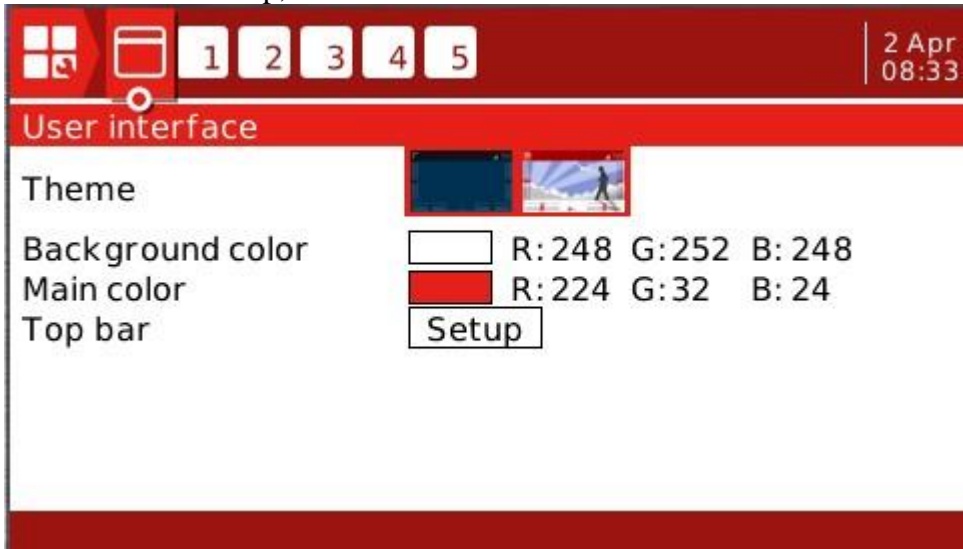 1 2 3 4 5
2 Apr
08:33
User interface
Theme
Background color R:248 G:252 B:248
Main color R:224 G:32 B:24
Top bar Setup